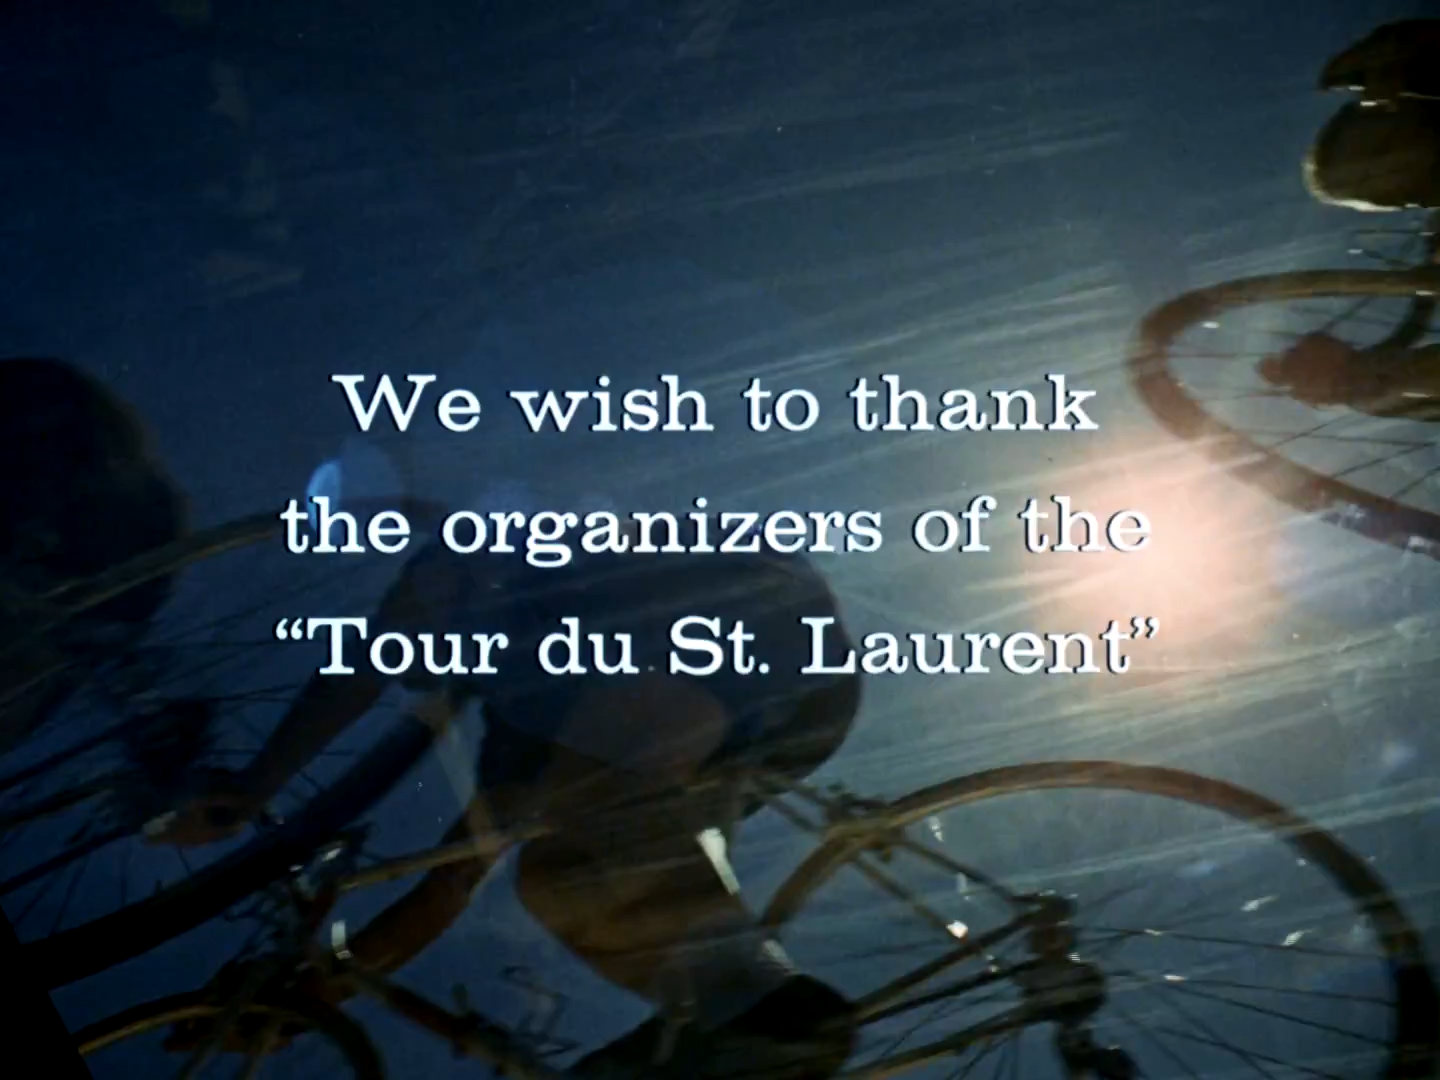 We wish to thank
the organizers of the
“Tour du St. Laurent”